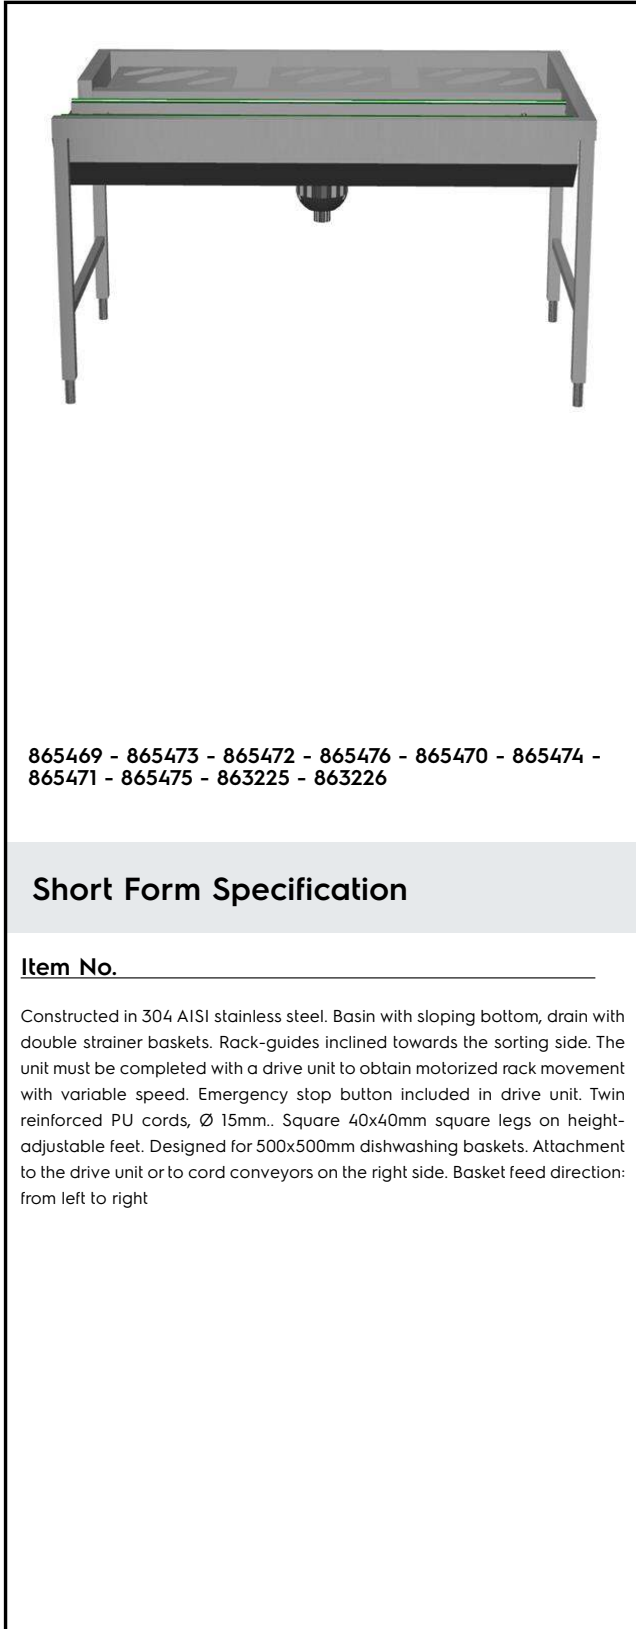 865469 - 865473 - 865472 - 865476 - 865470 - 865474 -
865471 - 865475 - 863225 - 863226
Short Form Specification
Item No.
Constructed in 304 AISI stainless steel. Basin with sloping bottom, drain with
double strainer baskets. Rack-guides inclined towards the sorting side. The
unit must be completed with a drive unit to obtain motorized rack movement
with variable speed. Emergency stop button included in drive unit. Twin
reinforced PU cords, Ø 15mm.. Square 40x40mm square legs on height-
adjustable feet. Designed for 500x500mm dishwashing baskets. Attachment
to the drive unit or to cord conveyors on the right side. Basket feed direction:
from left to right